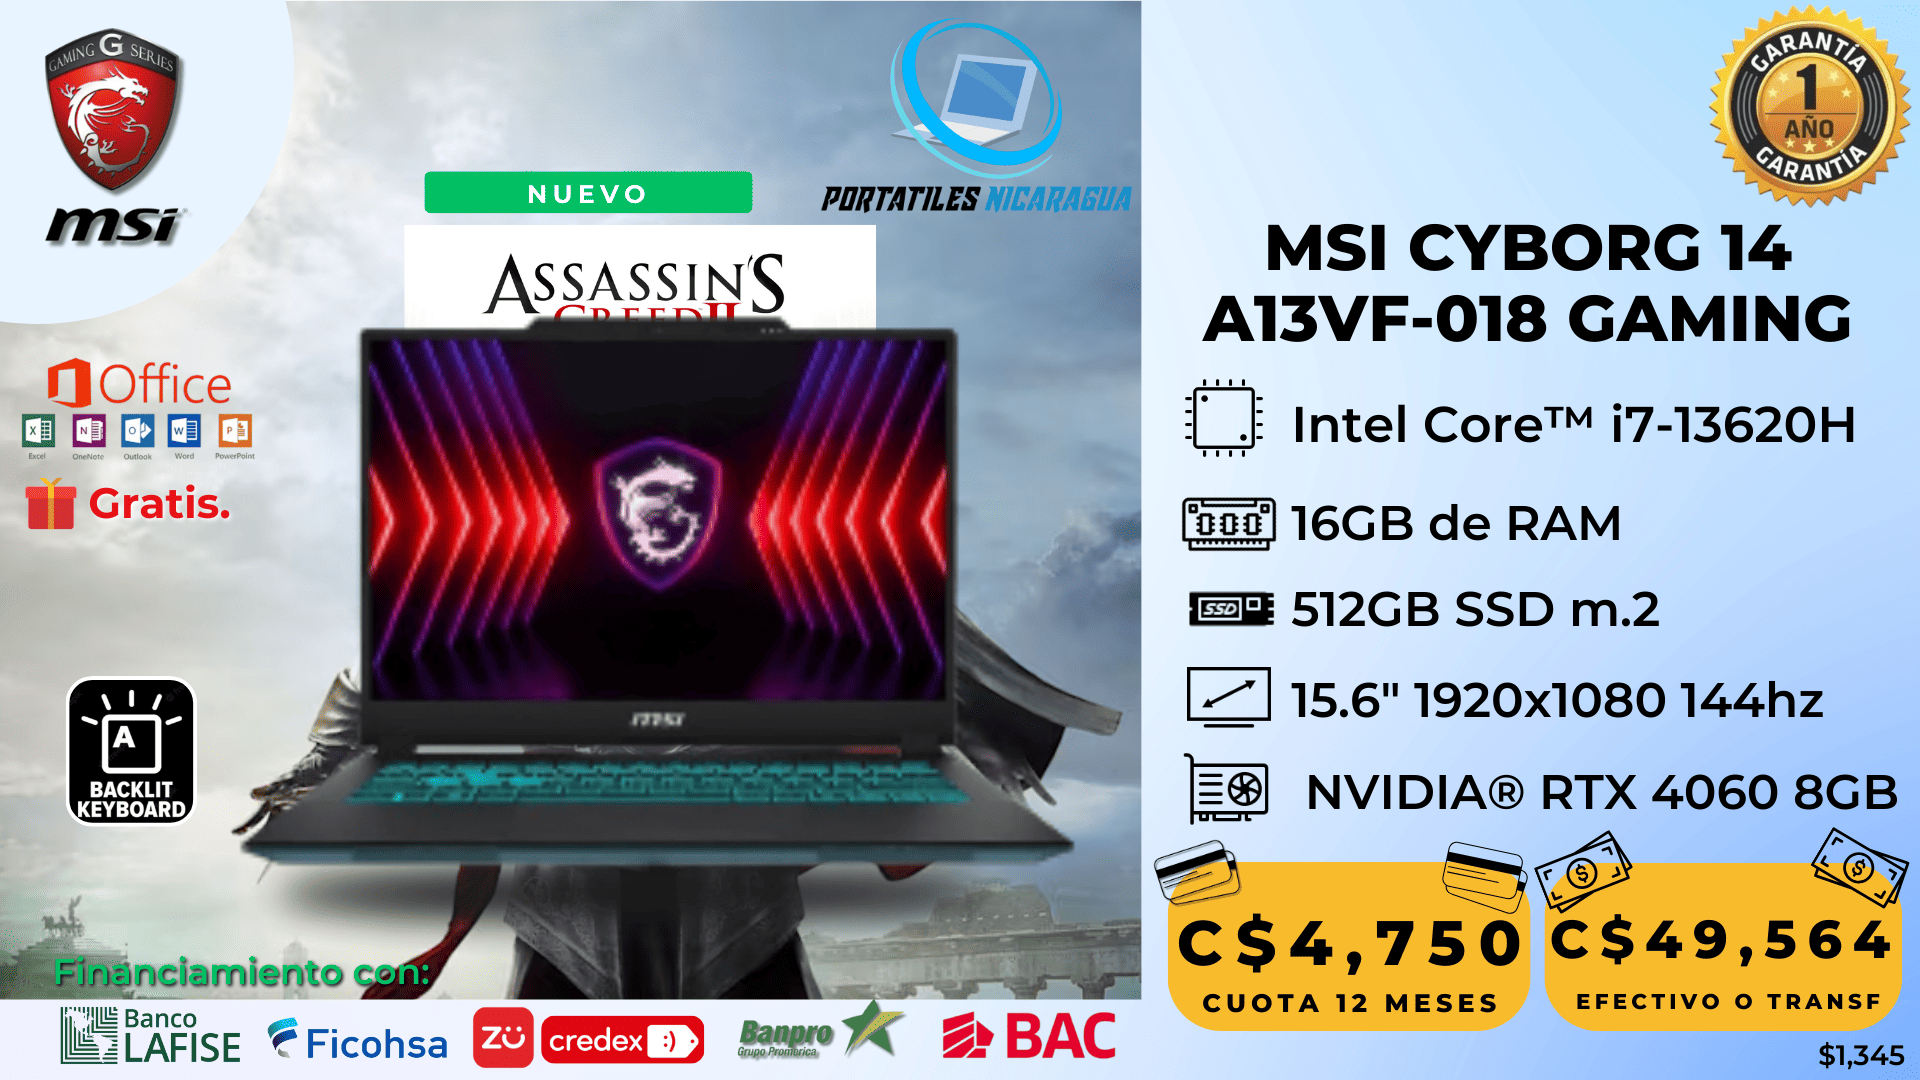 GAMING G SERIES
msi
NUEVO
PORTATILES NICARAGUA
ASSASSIN'S
CREED II
Office
Excel OneNote Outlook Word PowerPoint
Gratis.
msi
A
BACKLIT
KEYBOARD
Financiamiento con:
Banco
LAFISE
Ficohsa
ZŪ
credex
Banpro
Grupo Promerica
BAC
GARANTÍA
1
AÑO
GARANTÍA
MSI CYBORG 14
A13VF-018 GAMING
Intel Core™ i7-13620H
16GB de RAM
SSD
512GB SSD m.2
15.6" 1920x1080 144hz
NVIDIA® RTX 4060 8GB
C$4,750
CUOTA 12 MESES
C$49,564
EFECTIVO O TRANSF
$1,345